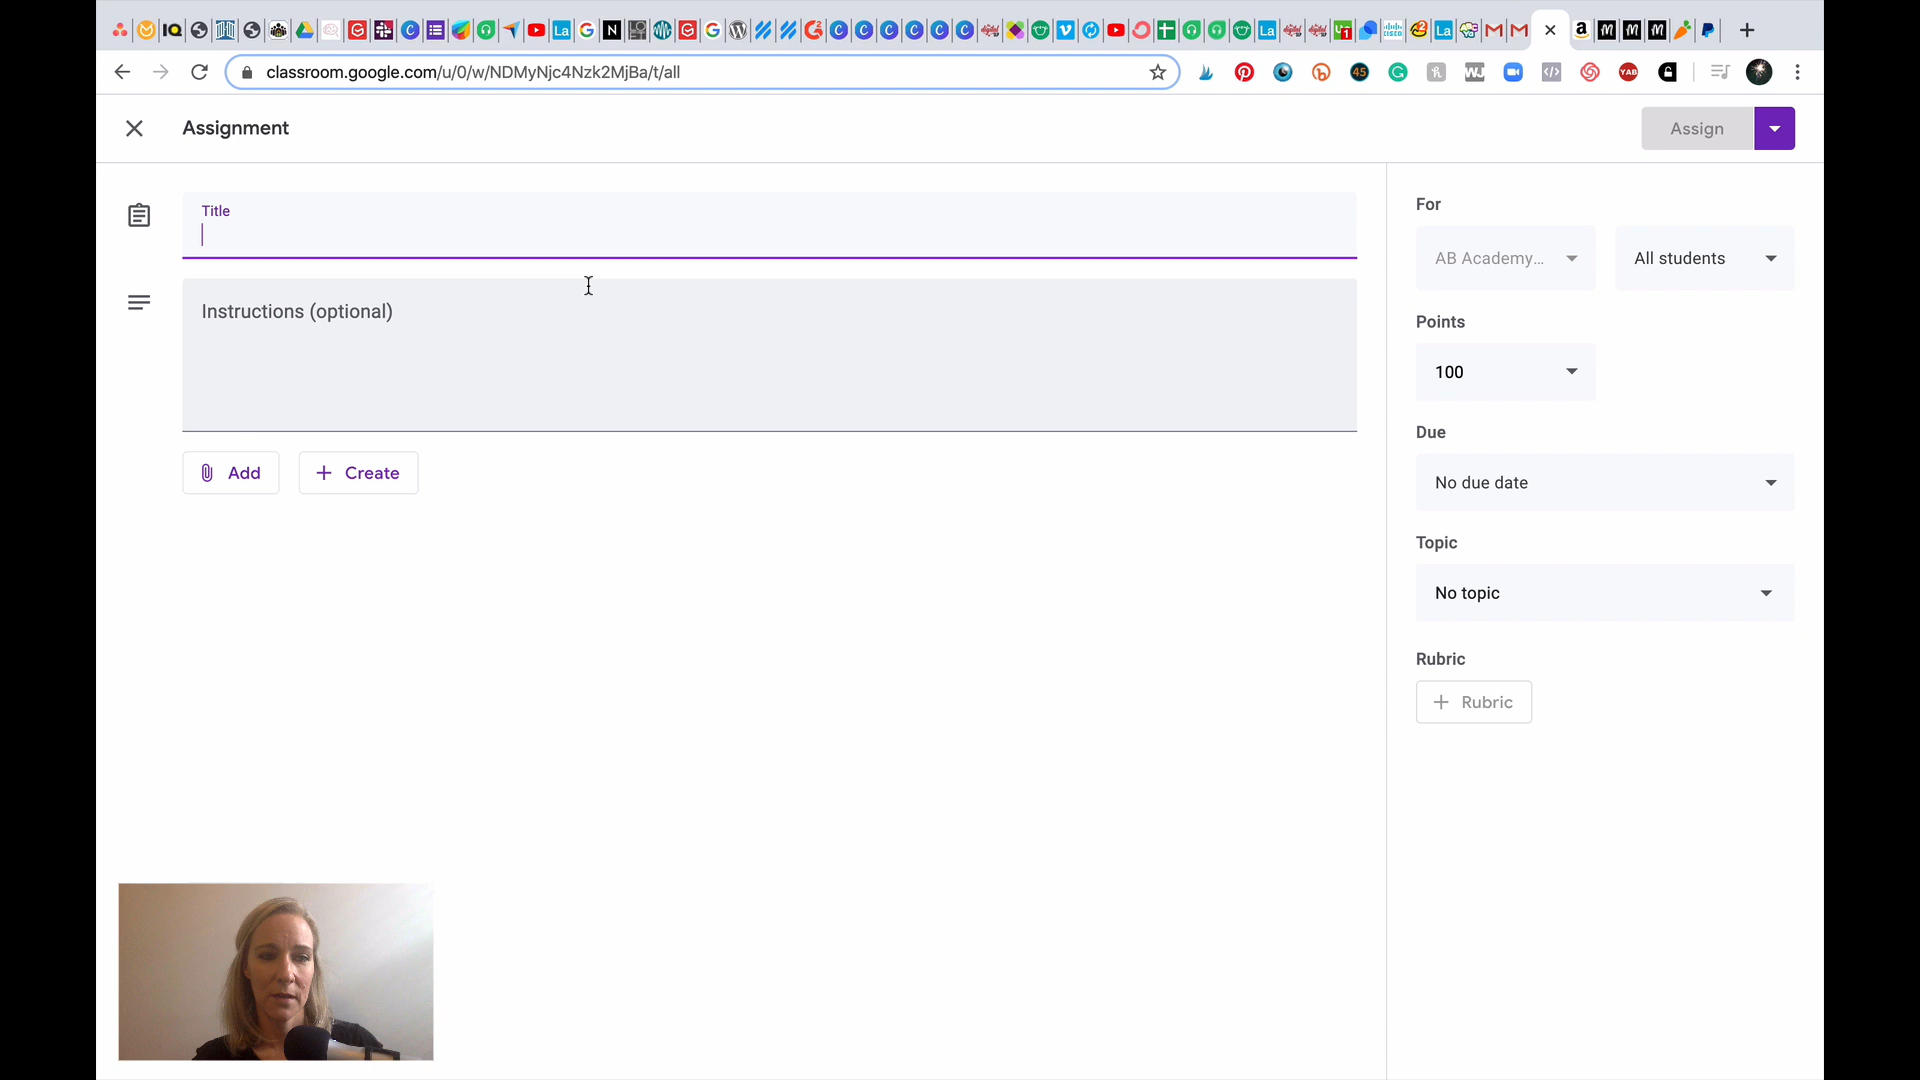 classroom.google.com/u/0/w/NDMyNjc4Nzk2MjBa/t/all
Assignment
Assign
Title
Instructions (optional)
Add
Create
For
AB Academy...
All students
Points
100
Due
No due date
Topic
No topic
Rubric
Rubric